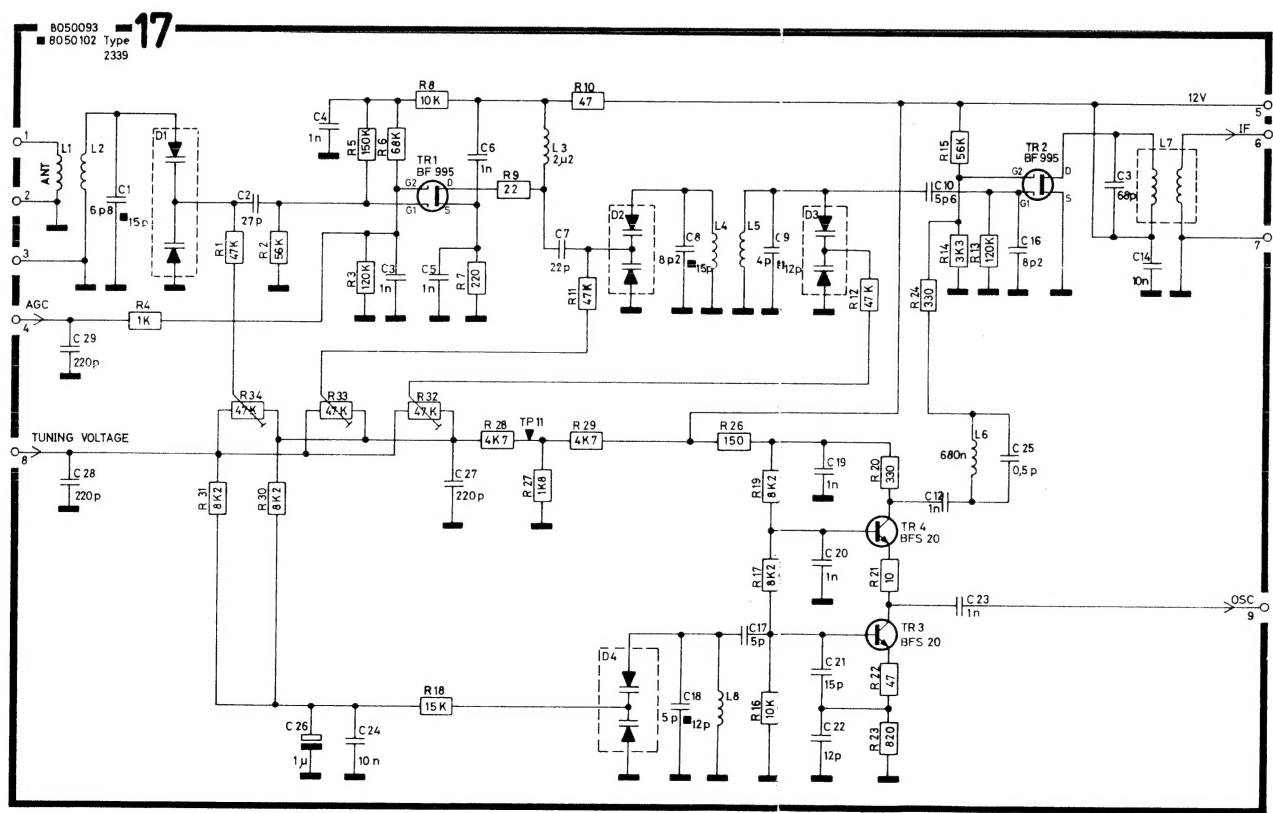 8050093
■ 8050102 Type
2339
17
R8
10K
R10
47
12V
5
C4
1n
R5
150K
R6
68K
C6
1n
L3
2µ2
R15
56K
TR2
BF 995
L7
IF
6
1
L1
L2
ANT
D1
TR1
BF 995
R9
22
G2
D
G1
S
G2
D
G1
S
C3
68p
2
C1
6p8
■15p
C2
27p
C10
5p6
D2
L4
L5
D3
3
R1
47K
R2
56K
R3
120K
C3
1n
C5
1n
R7
220
C7
22p
R11
47K
C8
8p2
■15p
C9
4p
■12p
R12
47K
R14
3K3
R13
120K
C16
8p2
C14
10n
7
R24
330
AGC
4
R4
1K
C29
220p
R34
47K
R33
47K
R32
47K
R28
4K7
TP11
R29
4K7
R26
150
L6
680n
C25
0,5p
TUNING VOLTAGE
8
C28
220p
R31
8K2
R30
8K2
C27
220p
R27
1K8
R19
8K2
C19
1n
R20
330
C12
1n
TR4
BFS 20
R17
8K2
C20
1n
R21
10
C23
1n
OSC
9
TR3
BFS 20
C17
5p
D4
C21
15p
R22
47
R18
15K
C18
5p
■12p
L8
R16
10K
C22
12p
R23
820
C26
1µ
C24
10n